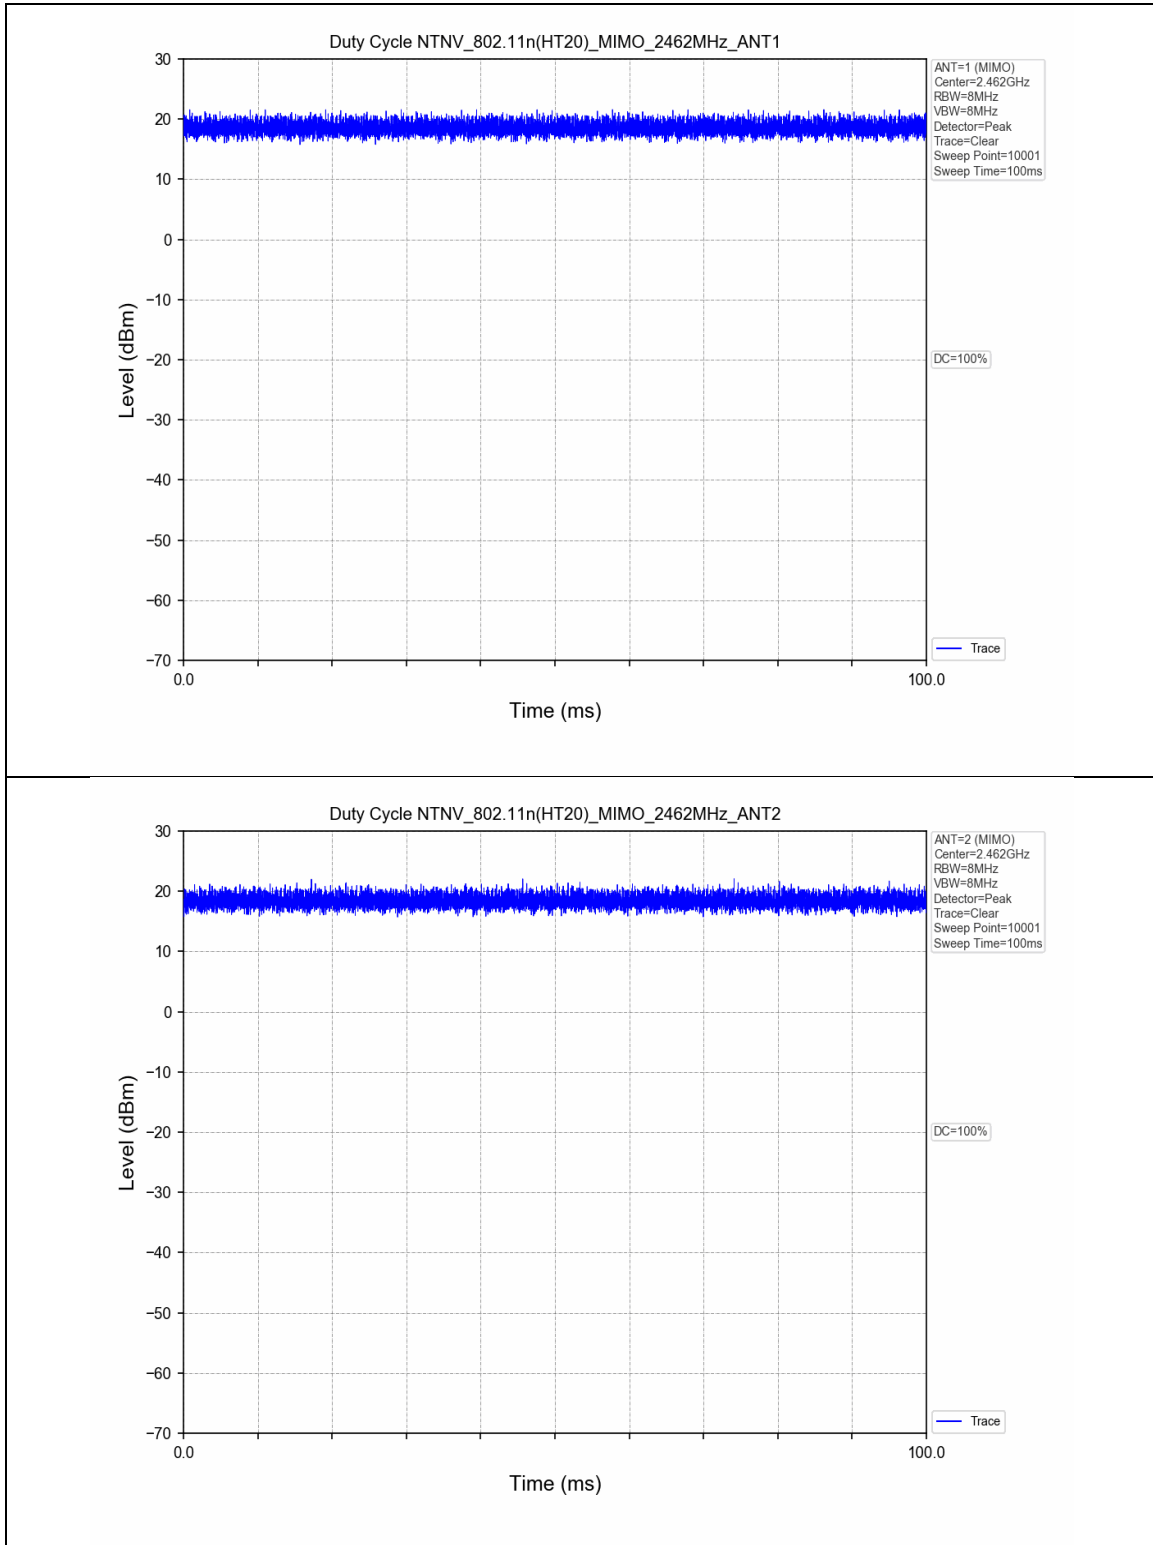 Duty Cycle NTNV_802.11n(HT20)_MIMO_2462MHz_ANT1
30
20
10
0
−10
−20
−30
−40
−50
−60
−70
Level (dBm)
0.0
100.0
Time (ms)
ANT=1 (MIMO)
Center=2.462GHz
RBW=8MHz
VBW=8MHz
Detector=Peak
Trace=Clear
Sweep Point=10001
Sweep Time=100ms
DC=100%
Trace
Duty Cycle NTNV_802.11n(HT20)_MIMO_2462MHz_ANT2
30
20
10
0
−10
−20
−30
−40
−50
−60
−70
Level (dBm)
0.0
100.0
Time (ms)
ANT=2 (MIMO)
Center=2.462GHz
RBW=8MHz
VBW=8MHz
Detector=Peak
Trace=Clear
Sweep Point=10001
Sweep Time=100ms
DC=100%
Trace